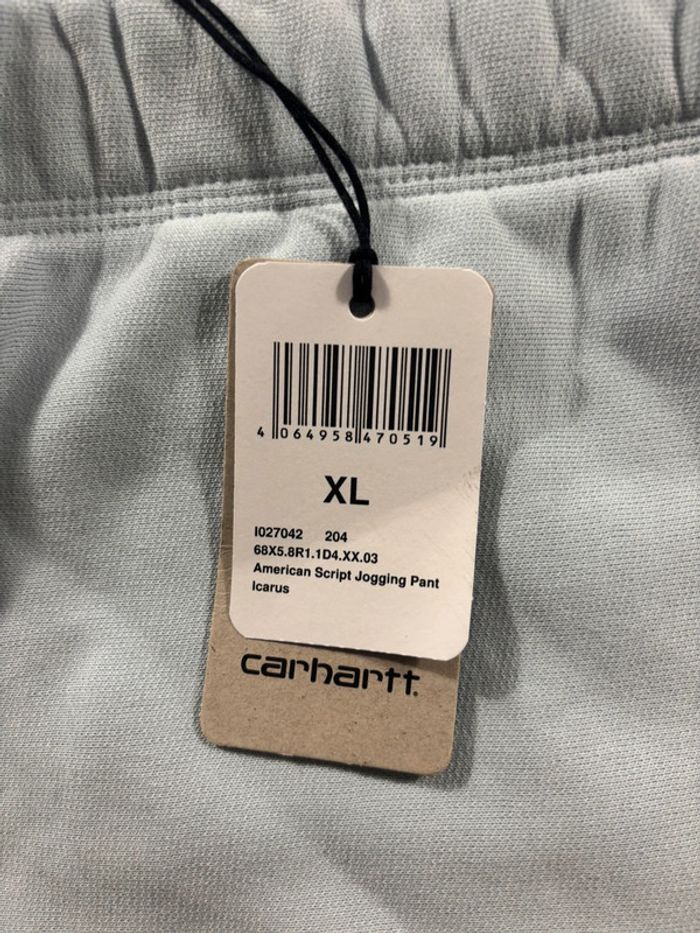 4 064958 470519
XL
I027042 204
68X5.8R1.1D4.XX.03
American Script Jogging Pant
Icarus
carhartt.